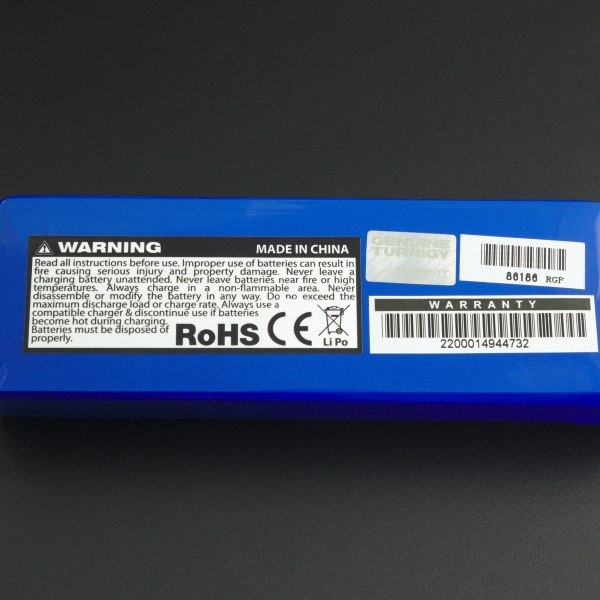 WARNING MADE IN CHINA
Read all instructions before use. Improper use of batteries can result in
fire causing serious injury and property damage. Never leave a
charging battery unattended. Never leave batteries near fire or high
temperatures. Always charge in a non-flammable area. Never
disassemble or modify the battery in any way. Do no exceed the
maximum discharge load or charge rate. Always use a
compatible charger & discontinue use if batteries
become hot during charging.
Batteries must be disposed of
properly.
RoHS CE Li Po
GENUINE
TURNIGY
TURNIGY
86186 RGF
WARRANTY
2200014944732